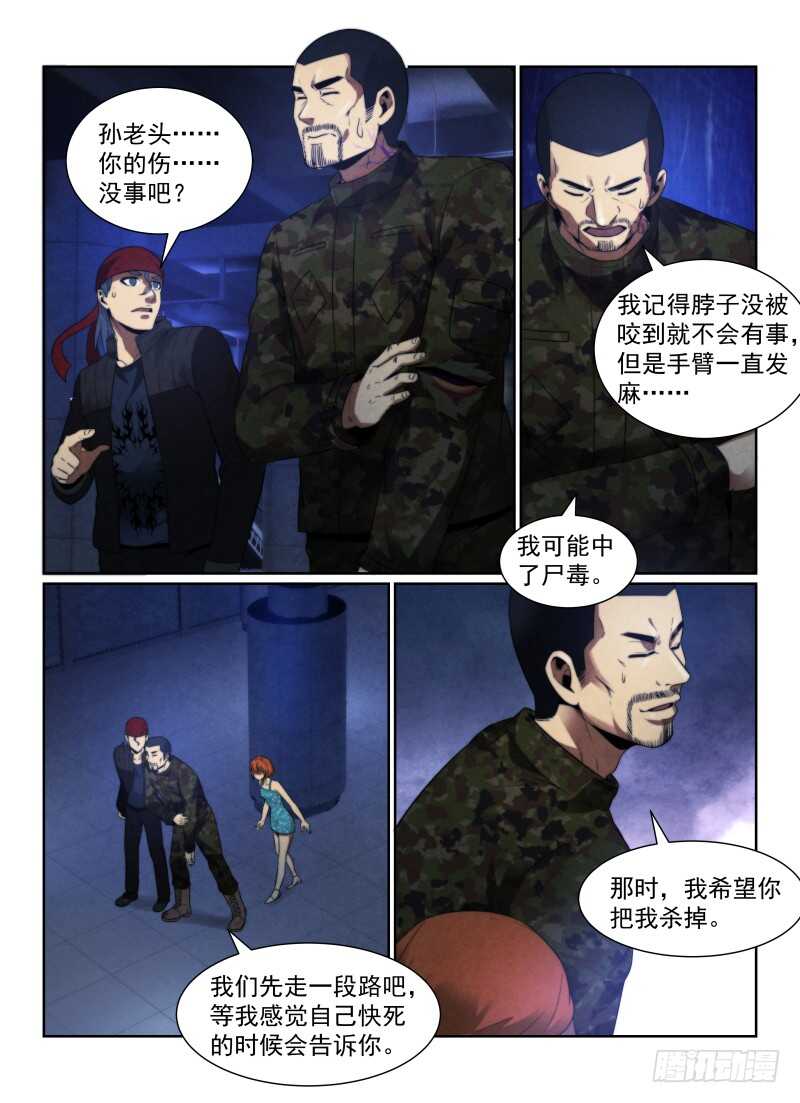 孙老头……
你的伤……
没事吧？
我记得脖子没被
咬到就不会有事，
但是手臂一直发
麻……
我可能中
了尸毒。
我们先走一段路吧，
等我感觉自己快死
的时候会告诉你。
那时，我希望你
把我杀掉。
腾讯动漫